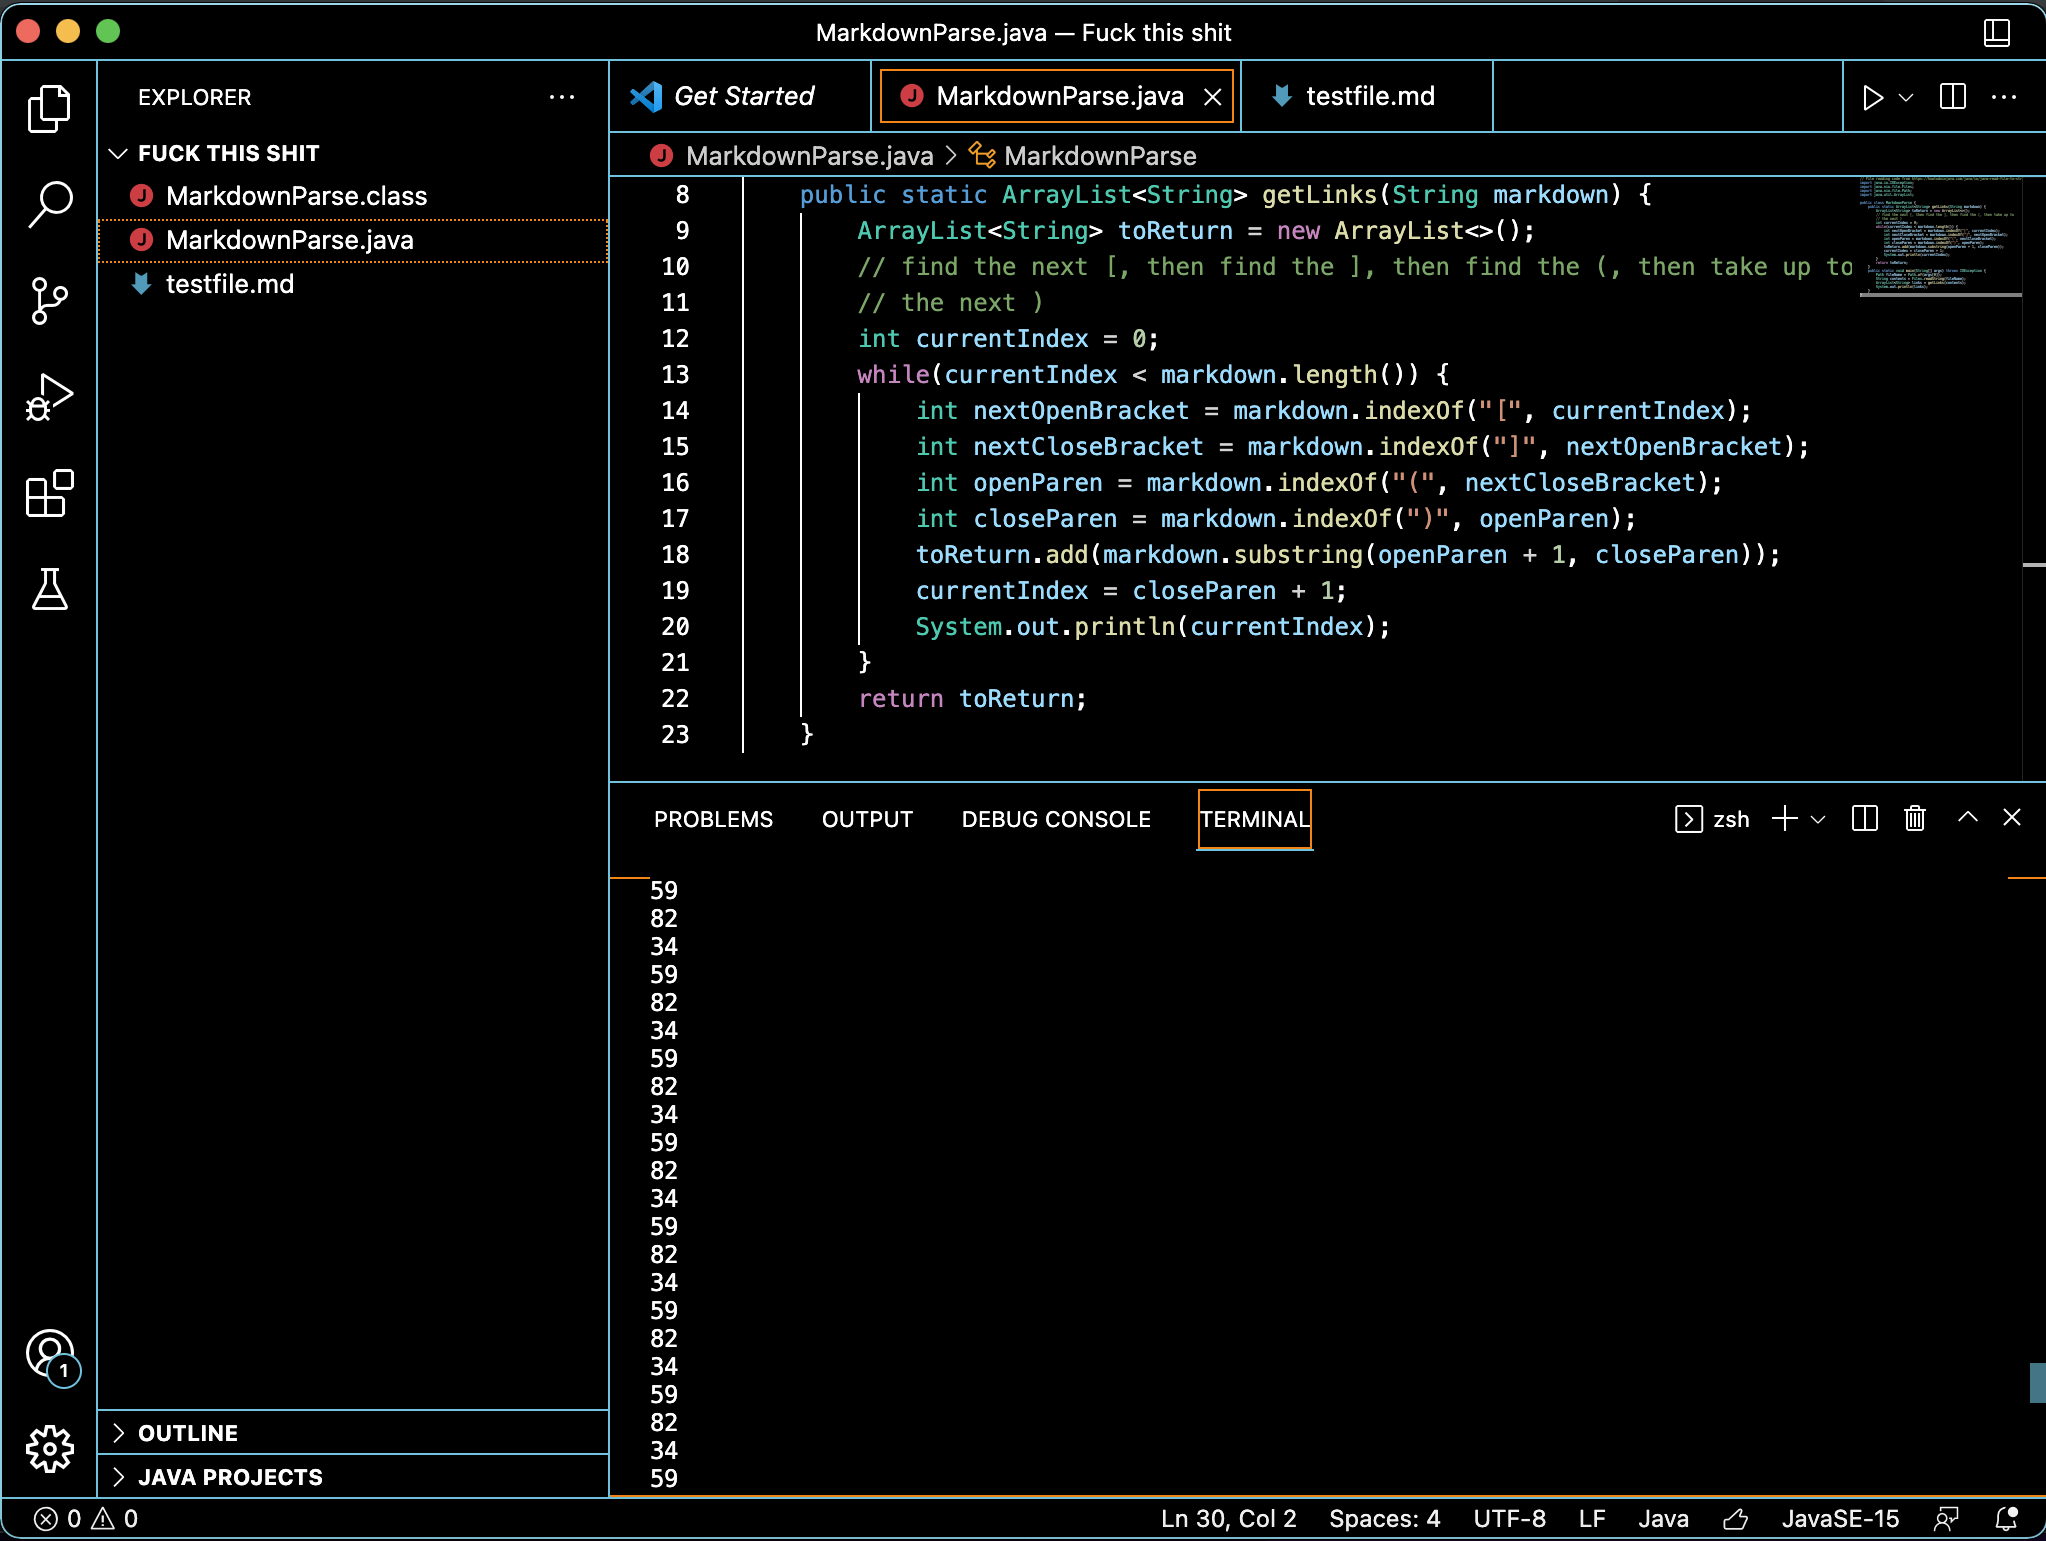 MarkdownParse.java — Fuck this shit
EXPLORER
FUCK THIS SHIT
MarkdownParse.class
MarkdownParse.java
testfile.md
OUTLINE
JAVA PROJECTS
Get Started
MarkdownParse.java
testfile.md
MarkdownParse.java > MarkdownParse
8 public static ArrayList<String> getLinks(String markdown) {
9 ArrayList<String> toReturn = new ArrayList<>();
10 // find the next [, then find the ], then find the (, then take up to
11 // the next )
12 int currentIndex = 0;
13 while(currentIndex < markdown.length()) {
14 int nextOpenBracket = markdown.indexOf("[", currentIndex);
15 int nextCloseBracket = markdown.indexOf("]", nextOpenBracket);
16 int openParen = markdown.indexOf("(", nextCloseBracket);
17 int closeParen = markdown.indexOf(")", openParen);
18 toReturn.add(markdown.substring(openParen + 1, closeParen));
19 currentIndex = closeParen + 1;
20 System.out.println(currentIndex);
21 }
22 return toReturn;
23 }
PROBLEMS OUTPUT DEBUG CONSOLE TERMINAL zsh
59
82
34
59
82
34
59
82
34
59
82
34
59
82
34
59
82
34
59
82
34
59
1
0 0 Ln 30, Col 2 Spaces: 4 UTF-8 LF Java JavaSE-15